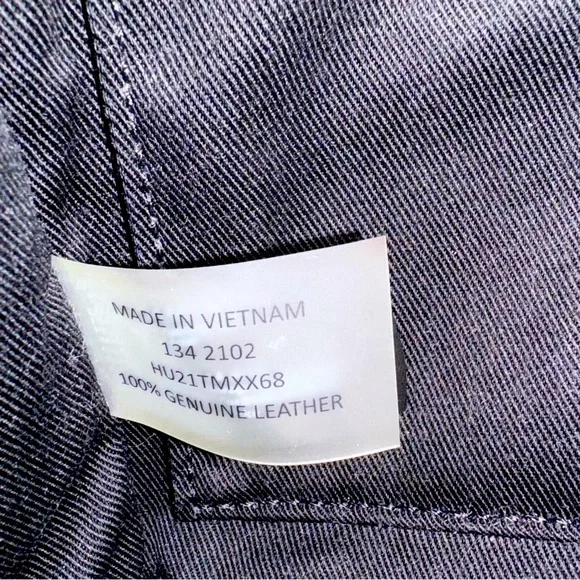 MADE IN VIETNAM
134 2102
HU21TMXX68
100% GENUINE LEATHER